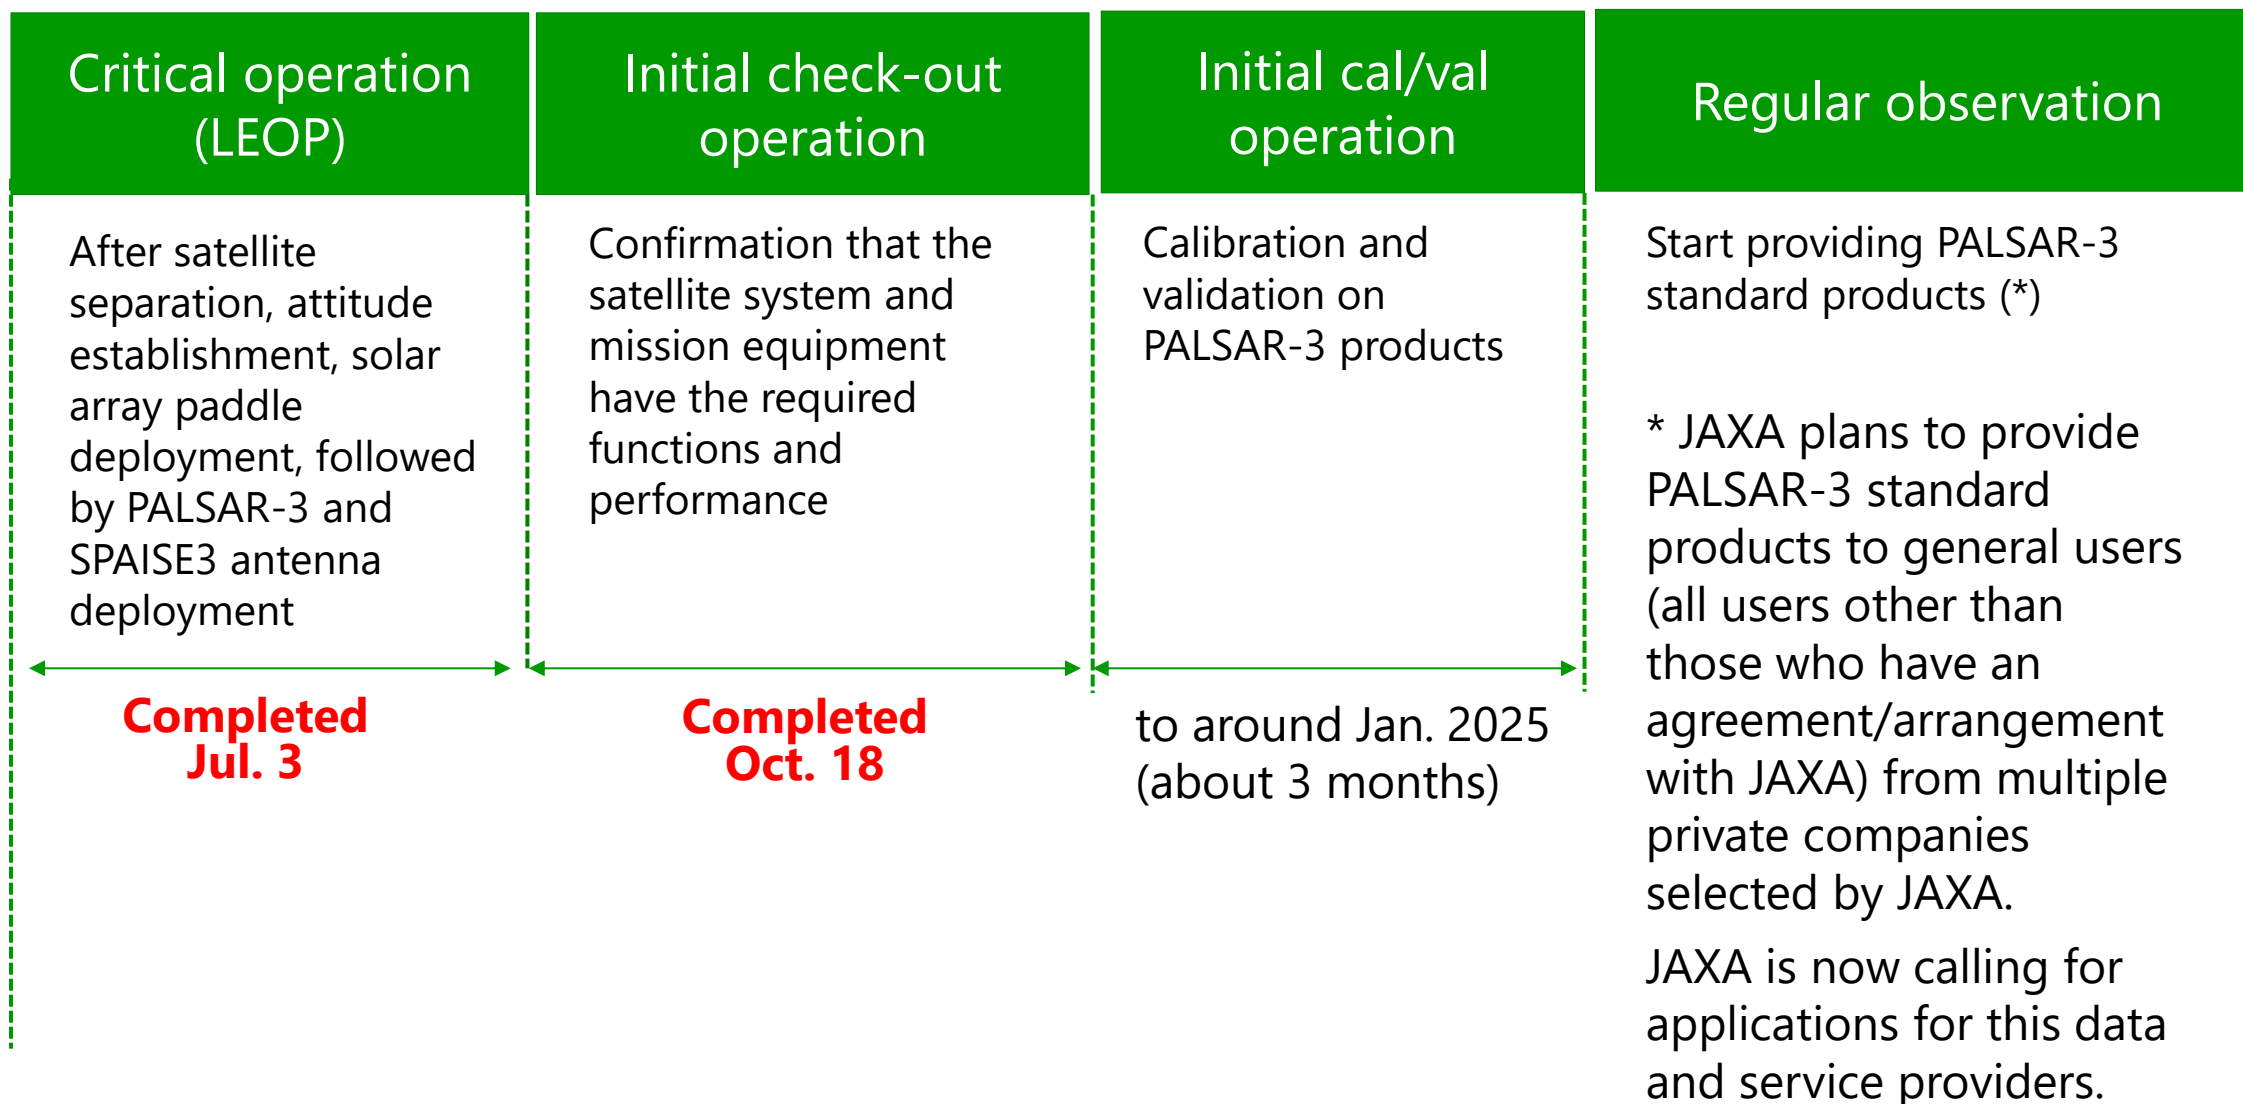 Critical operation
(LEOP)
After satellite
separation, attitude
establishment, solar
array paddle
deployment, followed
by PALSAR-3 and
SPAISE3 antenna
deployment
Completed
Jul. 3
Initial check-out
operation
Confirmation that the
satellite system and
mission equipment
have the required
functions and
performance
Completed
Oct. 18
Initial cal/val
operation
Calibration and
validation on
PALSAR-3 products
to around Jan. 2025
(about 3 months)
Regular observation
Start providing PALSAR-3
standard products (*)
* JAXA plans to provide
PALSAR-3 standard
products to general users
(all users other than
those who have an
agreement/arrangement
with JAXA) from multiple
private companies
selected by JAXA.
JAXA is now calling for
applications for this data
and service providers.